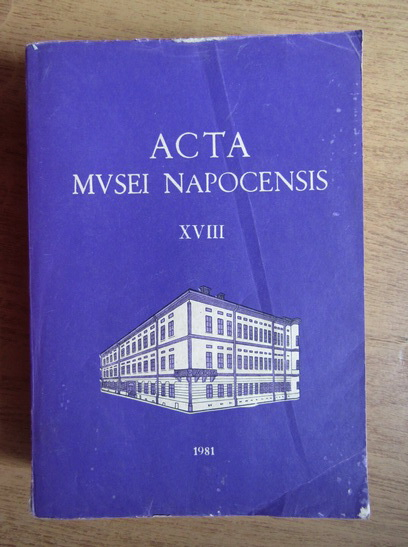 ACTA
MVSEI NAPOCENSIS
XVIII
1981